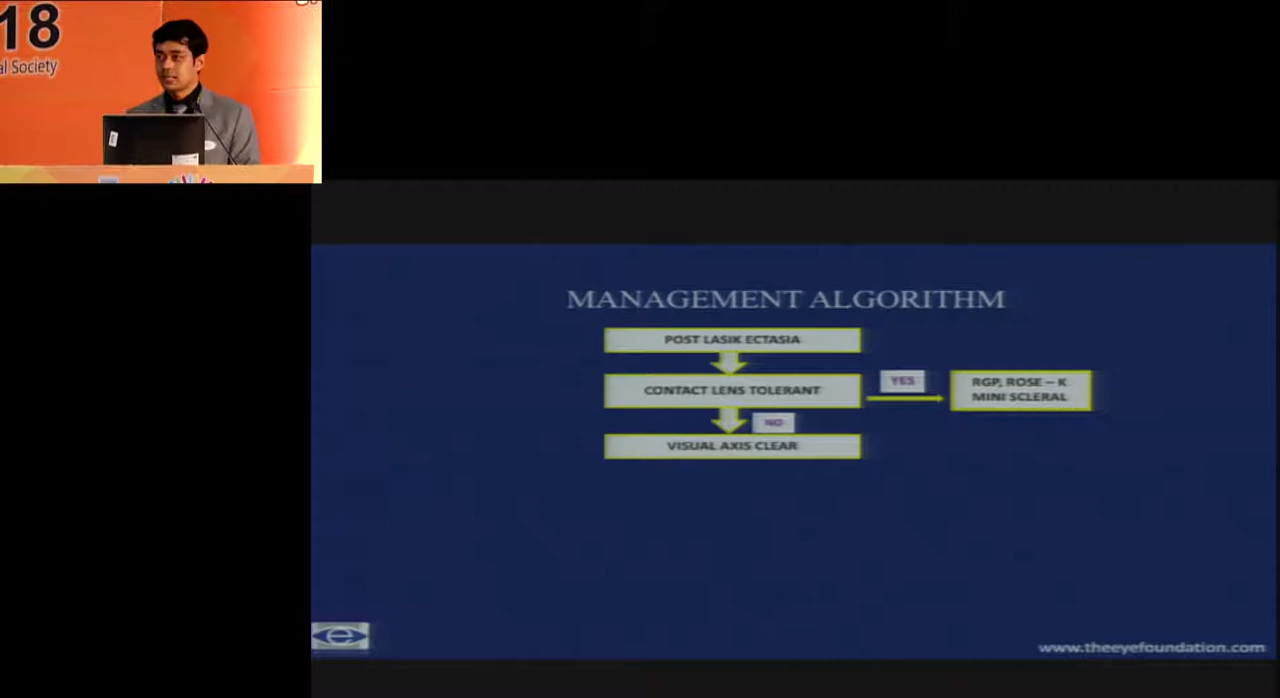 18
al Society
MANAGEMENT ALGORITHM
POST LASIK ECTASIA
CONTACT LENS TOLERANT
YES
RGP, ROSE – K
MINI SCLERAL
NO
VISUAL AXIS CLEAR
e
www.theeyefoundation.com